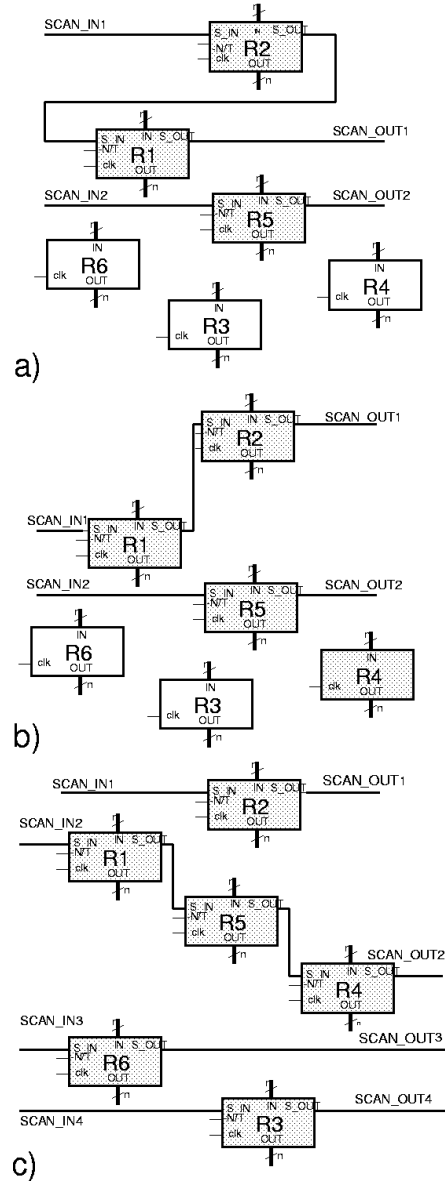 SCAN_IN1
n
S_IN IN S_OUT
N/T R2
clk OUT
n
n
S_IN IN S_OUT SCAN_OUT1
N/T R1
clk OUT
n
SCAN_IN2 n SCAN_OUT2
S_IN IN S_OUT
N/T R5
clk OUT
n
n
IN
R6
clk OUT
n
n
IN
R4
clk OUT
n
n
IN
R3
clk OUT
n
a)
n
SCAN_OUT1
S_IN IN S_OUT
N/T R2
clk OUT
n
SCAN_IN1 n
S_IN IN S_OUT
N/T R1
clk OUT
n
SCAN_IN2 n SCAN_OUT2
S_IN IN S_OUT
N/T R5
clk OUT
n
n
IN
R6
clk OUT
n
n
IN
R4
clk OUT
n
n
IN
R3
clk OUT
n
b)
SCAN_IN1 n SCAN_OUT1
S_IN IN S_OUT
N/T R2
clk OUT
n
SCAN_IN2 n
S_IN IN S_OUT
N/T R1
clk OUT
n
n
S_IN IN S_OUT
N/T R5
clk OUT
n
n SCAN_OUT2
S_IN IN S_OUT
N/T R4
clk OUT
n
SCAN_IN3 n SCAN_OUT3
S_IN IN S_OUT
N/T R6
clk OUT
n
n SCAN_OUT4
SCAN_IN4 S_IN IN S_OUT
N/T R3
clk OUT
n
c)